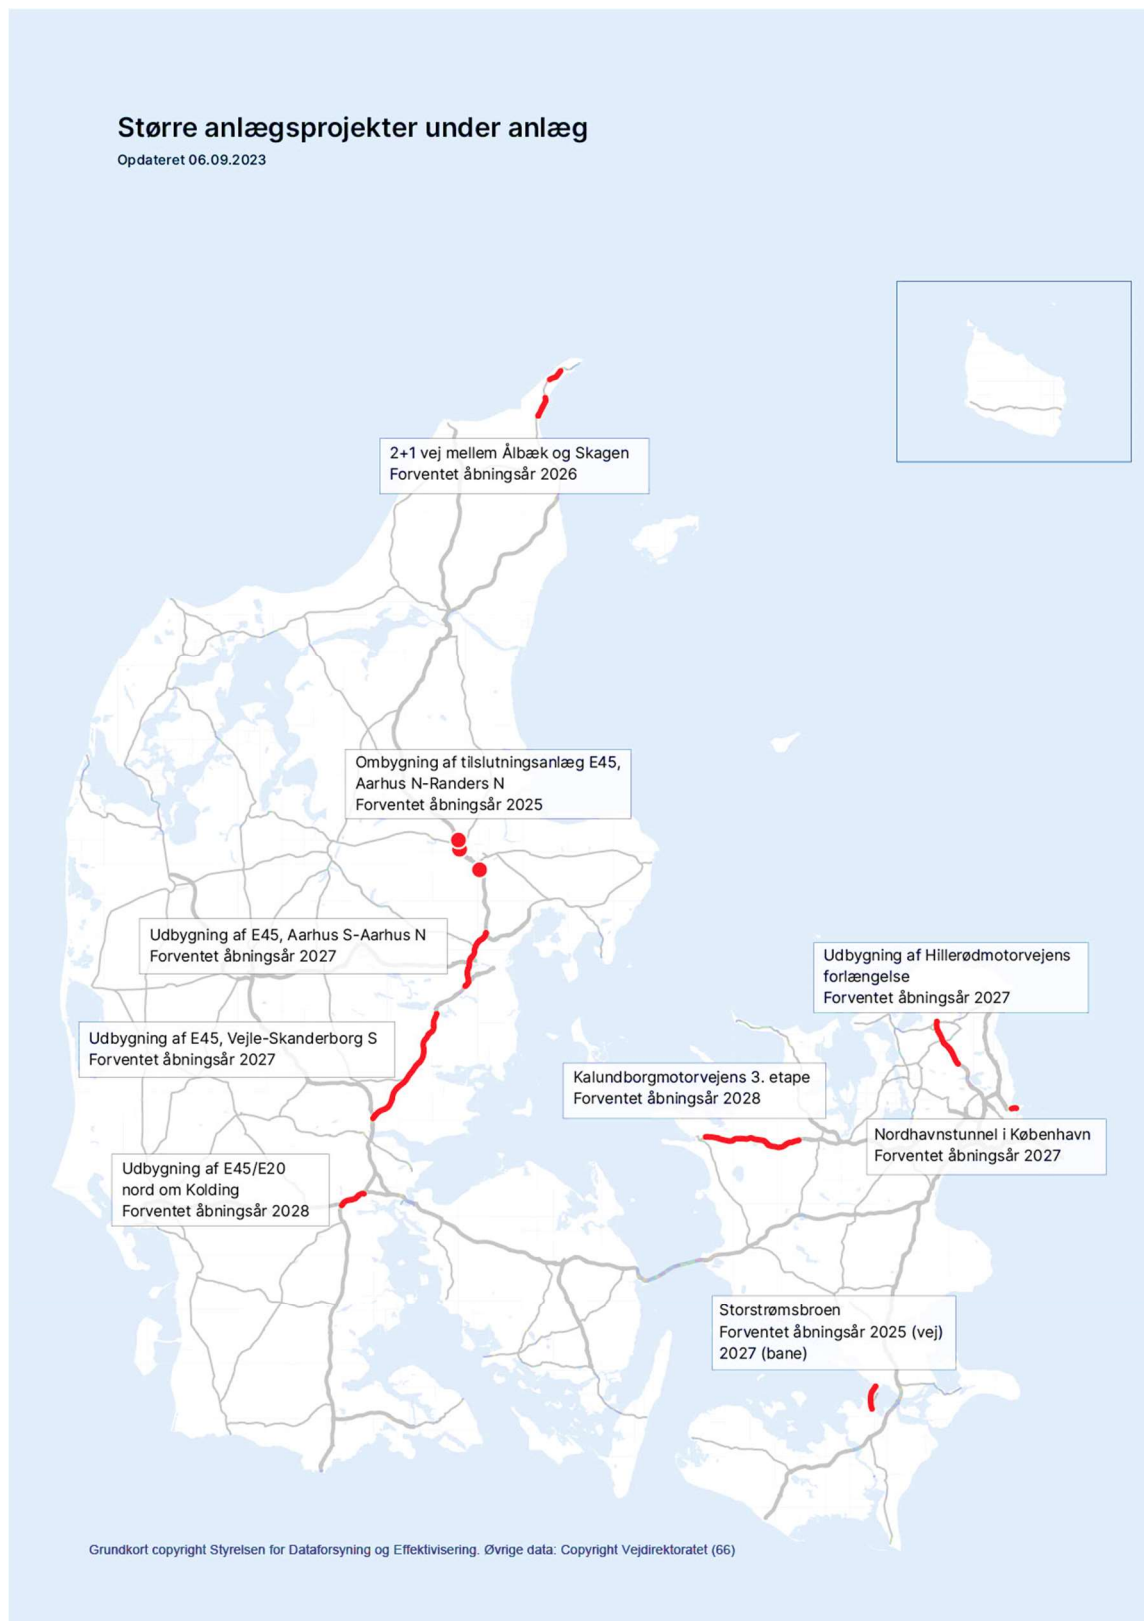 Større anlægsprojekter under anlæg
Opdateret 06.09.2023
2+1 vej mellem Ålbæk og Skagen
Forventet åbningsår 2026
Ombygning af tilslutningsanlæg E45,
Aarhus N-Randers N
Forventet åbningsår 2025
Udbygning af E45, Aarhus S-Aarhus N
Forventet åbningsår 2027
Udbygning af Hillerødmotorvejens
forlængelse
Forventet åbningsår 2027
Udbygning af E45, Vejle-Skanderborg S
Forventet åbningsår 2027
Kalundborgmotorvejens 3. etape
Forventet åbningsår 2028
Nordhavnstunnel i København
Forventet åbningsår 2027
Udbygning af E45/E20
nord om Kolding
Forventet åbningsår 2028
Storstrømsbroen
Forventet åbningsår 2025 (vej)
2027 (bane)
Grundkort copyright Styrelsen for Dataforsyning og Effektivisering. Øvrige data: Copyright Vejdirektoratet (66)